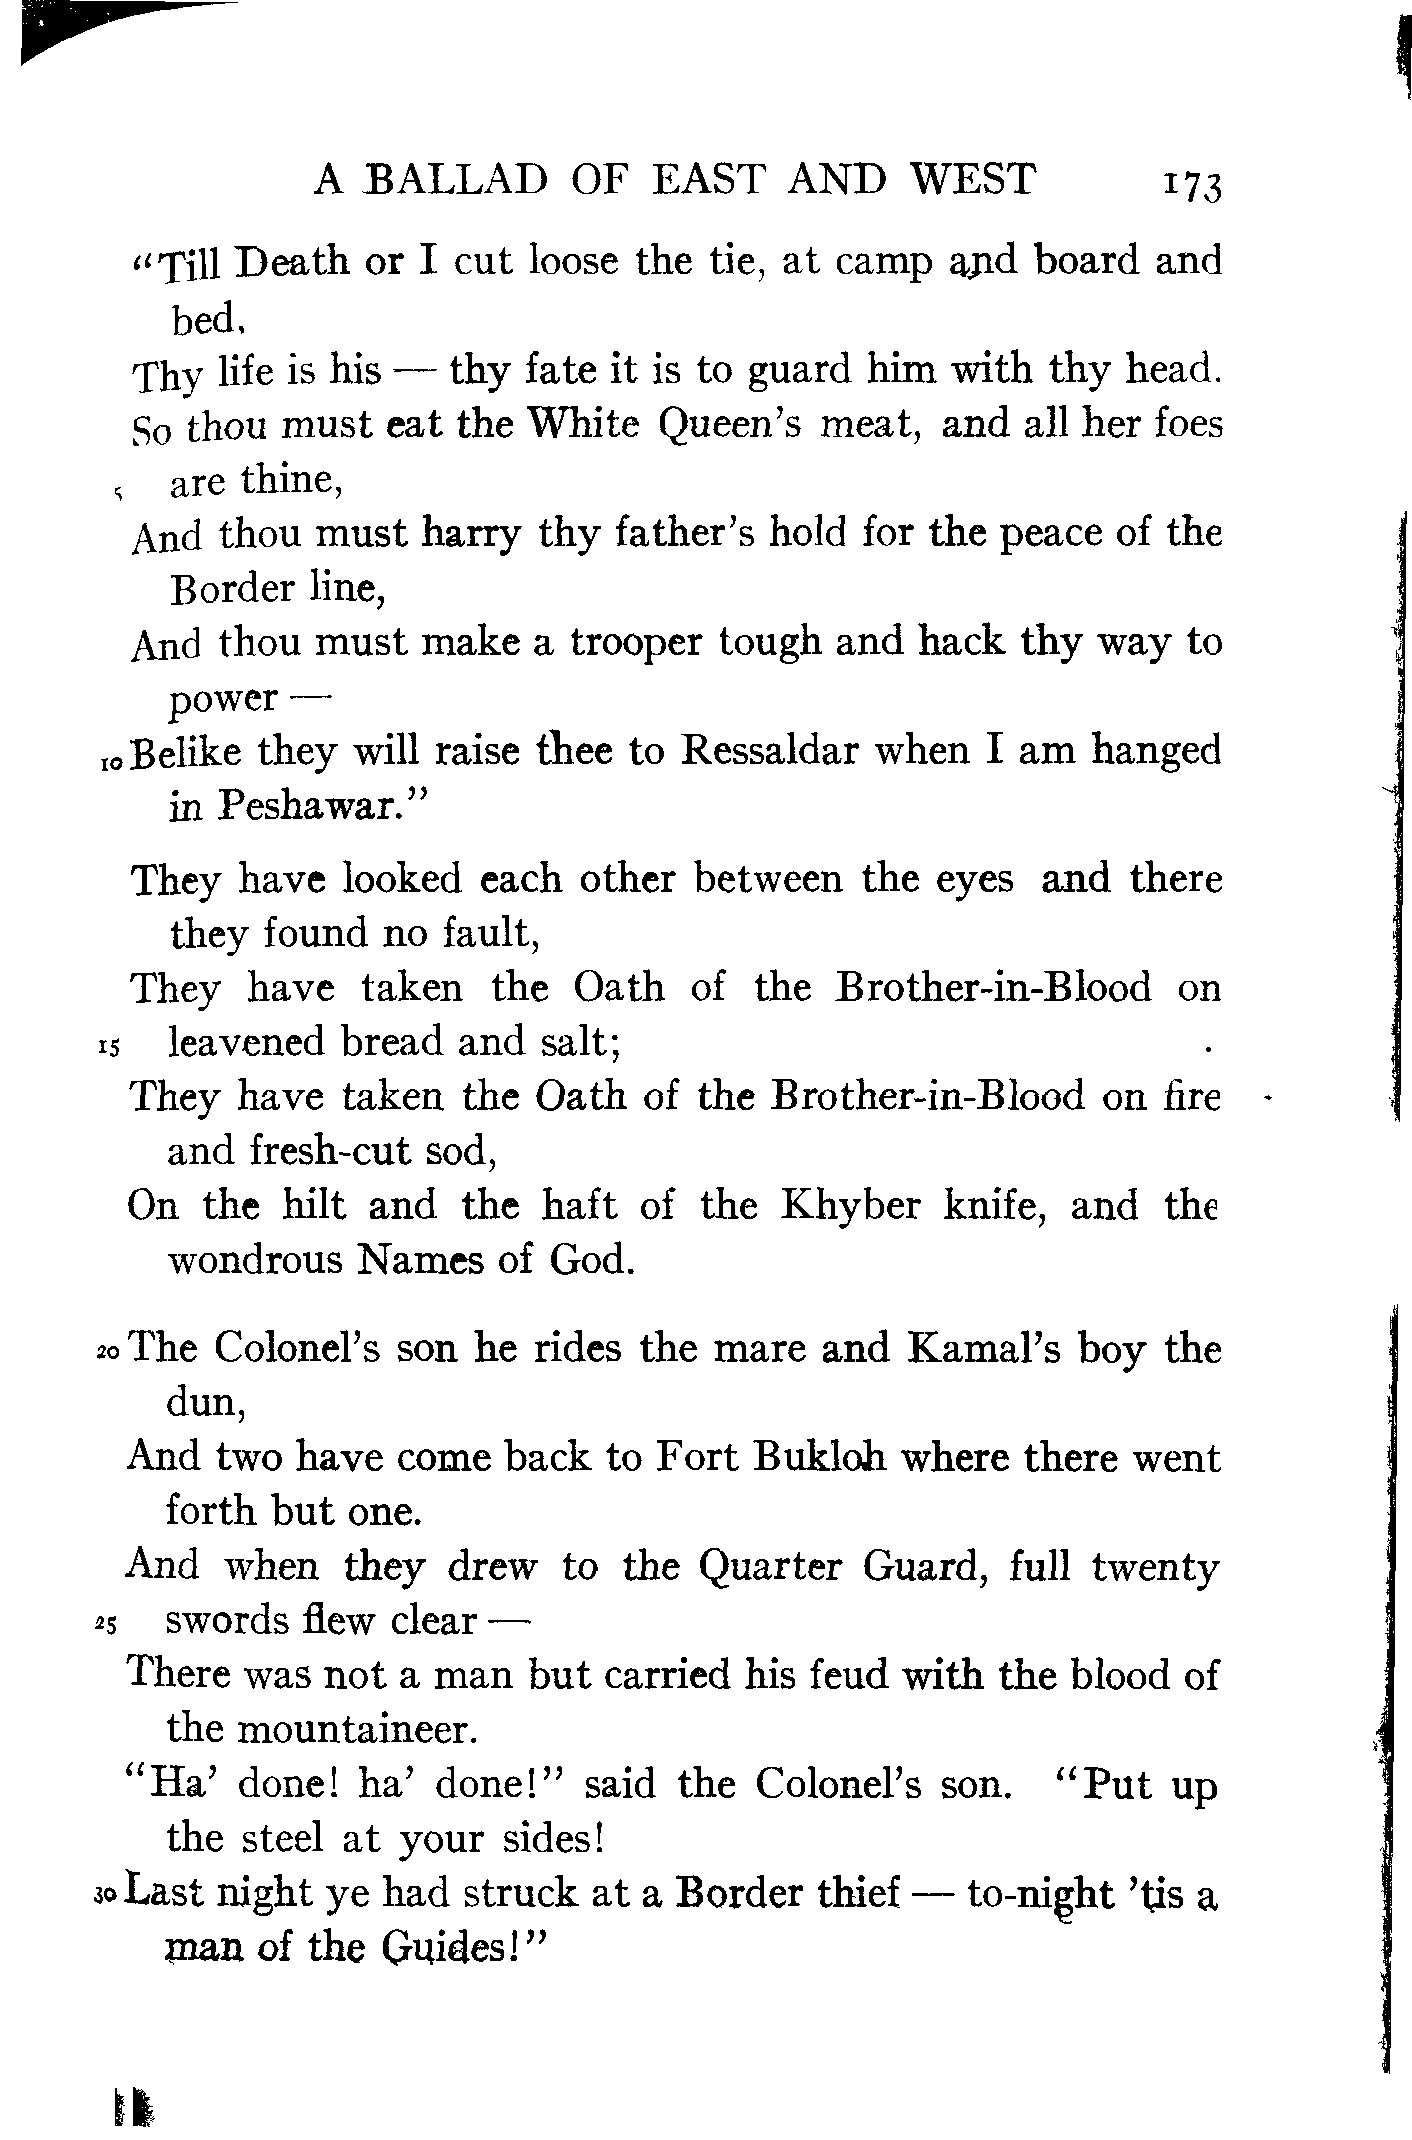 A BALLAD OF EAST AND WEST 173
"Till Death or I cut loose the tie, at camp and board and
bed,
Thy life is his — thy fate it is to guard him with thy head.
So thou must eat the White Queen's meat, and all her foes
5 are thine,
And thou must harry thy father's hold for the peace of the
Border line,
And thou must make a trooper tough and hack thy way to
power —
10 Belike they will raise thee to Ressaldar when I am hanged
in Peshawar."
They have looked each other between the eyes and there
they found no fault,
They have taken the Oath of the Brother-in-Blood on
15 leavened bread and salt;
They have taken the Oath of the Brother-in-Blood on fire
and fresh-cut sod,
On the hilt and the haft of the Khyber knife, and the
wondrous Names of God.
20 The Colonel's son he rides the mare and Kamal's boy the
dun,
And two have come back to Fort Bukloh where there went
forth but one.
And when they drew to the Quarter Guard, full twenty
25 swords flew clear —
There was not a man but carried his feud with the blood of
the mountaineer.
"Ha' done! ha' done!" said the Colonel's son. "Put up
the steel at your sides!
30 Last night ye had struck at a Border thief — to-night 'tis a
man of the Guides!"